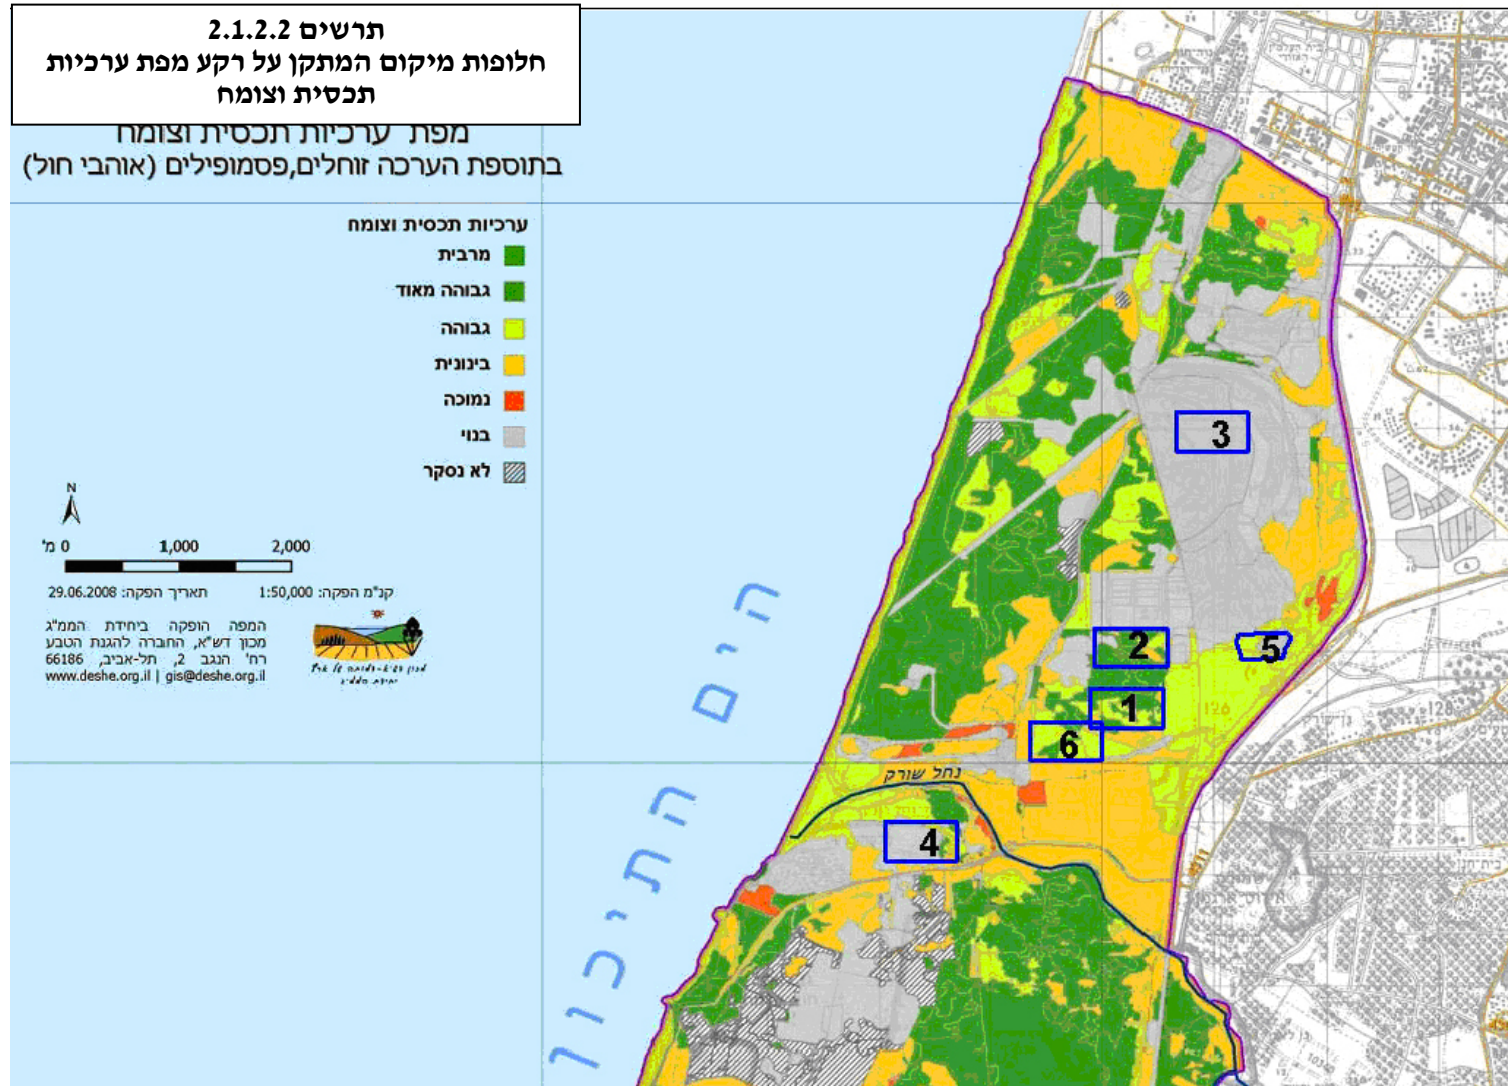 תרשים 2.1.2.2
חלופות מיקום המתקן על רקע מפת ערכיות
תכסית וצומח
מפת ערכיות תכסית וצומח
בתוספת הערכה זוחלים,פסמופילים (אוהבי חול)
ערכיות תכסית וצומח
מרבית
גבוהה מאוד
גבוהה
בינונית
נמוכה
בנוי
לא נסקר
N
מ' 0 1,000 2,000
קנ"מ הפקה: 1:50,000 תאריך הפקה: 29.06.2008
המפה הופקה ביחידת הממ"ג
מכון דש"א, החברה להגנת הטבע
רח' הנגב 2, תל-אביב, 66186
www.deshe.org.il | gis@deshe.org.il
הים התיכון
3
2
5
1
126
128
6
נחל שורק
4